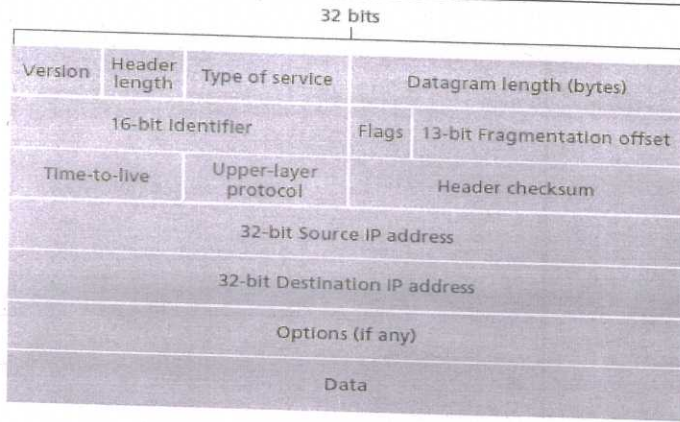 32 bits
Version
Header
length
Type of service
Datagram length (bytes)
16-bit Identifier
Flags
13-bit Fragmentation offset
Time-to-live
Upper-layer
protocol
Header checksum
32-bit Source IP address
32-bit Destination IP address
Options (if any)
Data